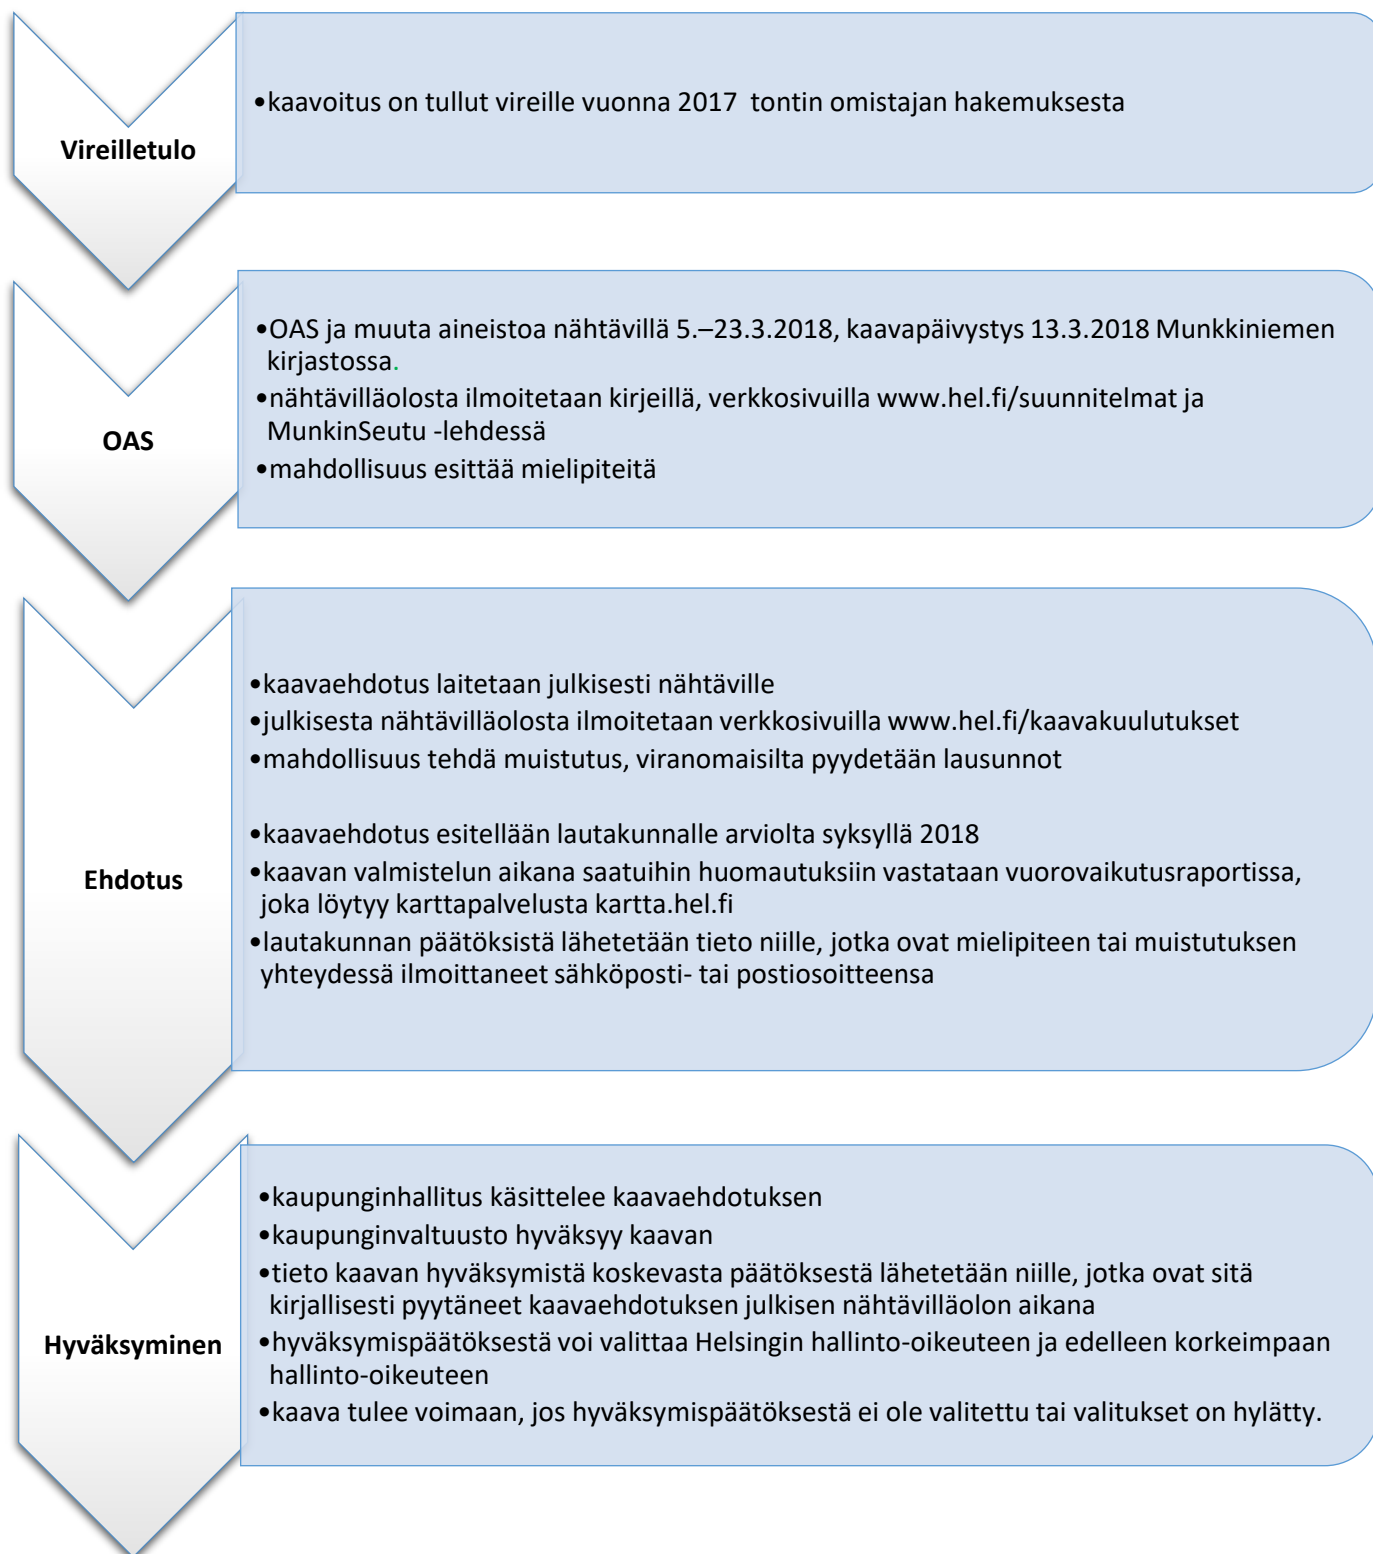 Vireilletulo
•kaavoitus on tullut vireille vuonna 2017 tontin omistajan hakemuksesta
OAS
•OAS ja muuta aineistoa nähtävillä 5.–23.3.2018, kaavapäivystys 13.3.2018 Munkkiniemen
kirjastossa.
•nähtävilläolosta ilmoitetaan kirjeillä, verkkosivuilla www.hel.fi/suunnitelmat ja
MunkinSeutu -lehdessä
•mahdollisuus esittää mielipiteitä
Ehdotus
•kaavaehdotus laitetaan julkisesti nähtäville
•julkisesta nähtävilläolosta ilmoitetaan verkkosivuilla www.hel.fi/kaavakuulutukset
•mahdollisuus tehdä muistutus, viranomaisilta pyydetään lausunnot
•kaavaehdotus esitellään lautakunnalle arviolta syksyllä 2018
•kaavan valmistelun aikana saatuihin huomautuksiin vastataan vuorovaikutusraportissa,
joka löytyy karttapalvelusta kartta.hel.fi
•lautakunnan päätöksistä lähetetään tieto niille, jotka ovat mielipiteen tai muistutuksen
yhteydessä ilmoittaneet sähköposti- tai postiosoitteensa
Hyväksyminen
•kaupunginhallitus käsittelee kaavaehdotuksen
•kaupunginvaltuusto hyväksyy kaavan
•tieto kaavan hyväksymistä koskevasta päätöksestä lähetetään niille, jotka ovat sitä
kirjallisesti pyytäneet kaavaehdotuksen julkisen nähtävilläolon aikana
•hyväksymispäätöksestä voi valittaa Helsingin hallinto-oikeuteen ja edelleen korkeimpaan
hallinto-oikeuteen
•kaava tulee voimaan, jos hyväksymispäätöksestä ei ole valitettu tai valitukset on hylätty.